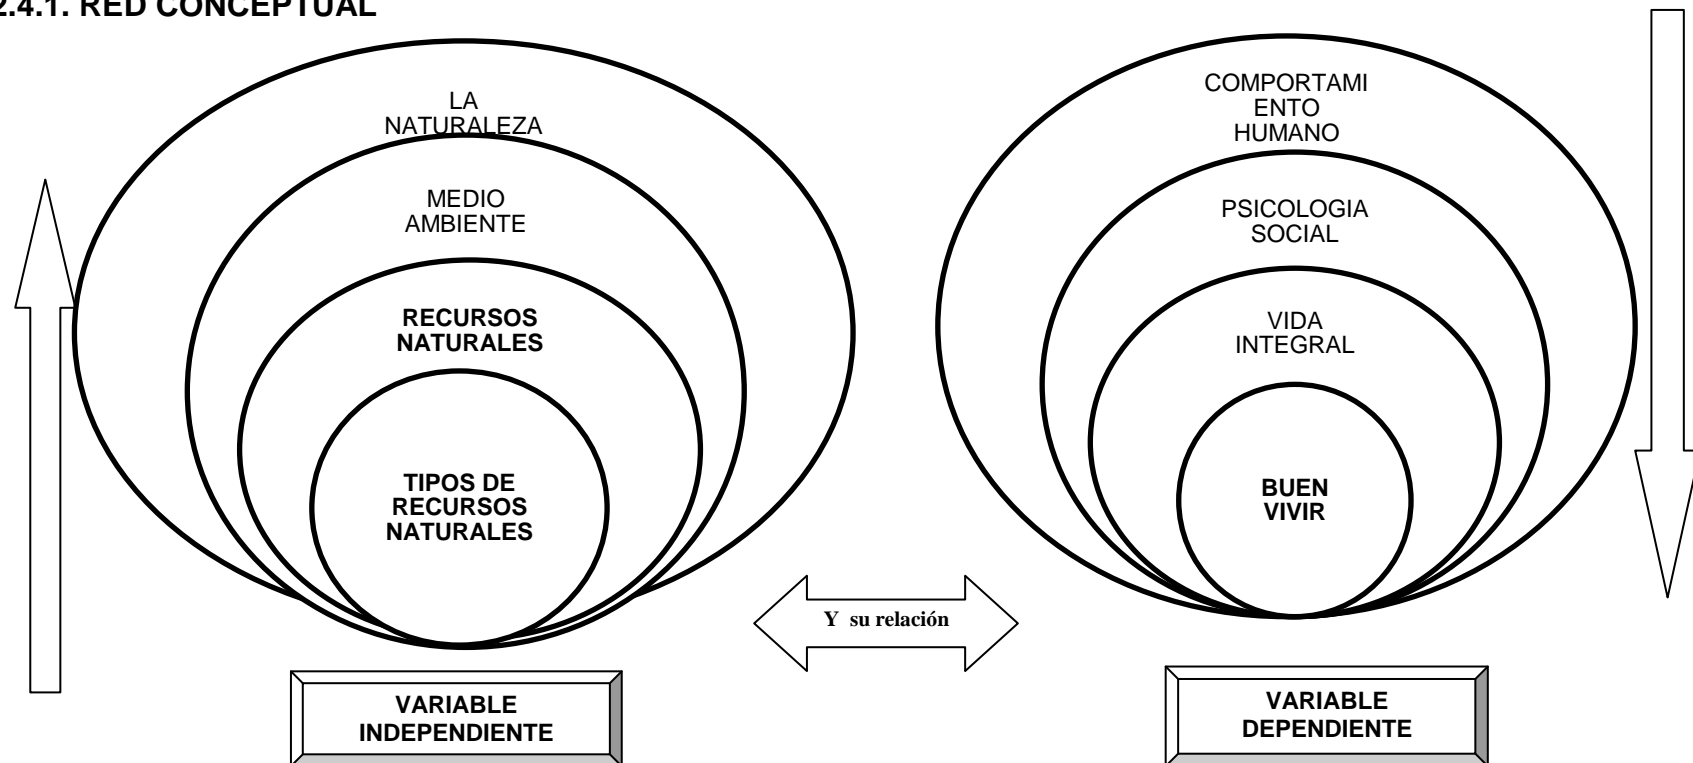 2.4.1. RED CONCEPTUAL
LA
NATURALEZA
MEDIO
AMBIENTE
RECURSOS
NATURALES
TIPOS DE
RECURSOS
NATURALES
VARIABLE
INDEPENDIENTE
Y su relación
COMPORTAMI
ENTO
HUMANO
PSICOLOGIA
SOCIAL
VIDA
INTEGRAL
BUEN
VIVIR
VARIABLE
DEPENDIENTE